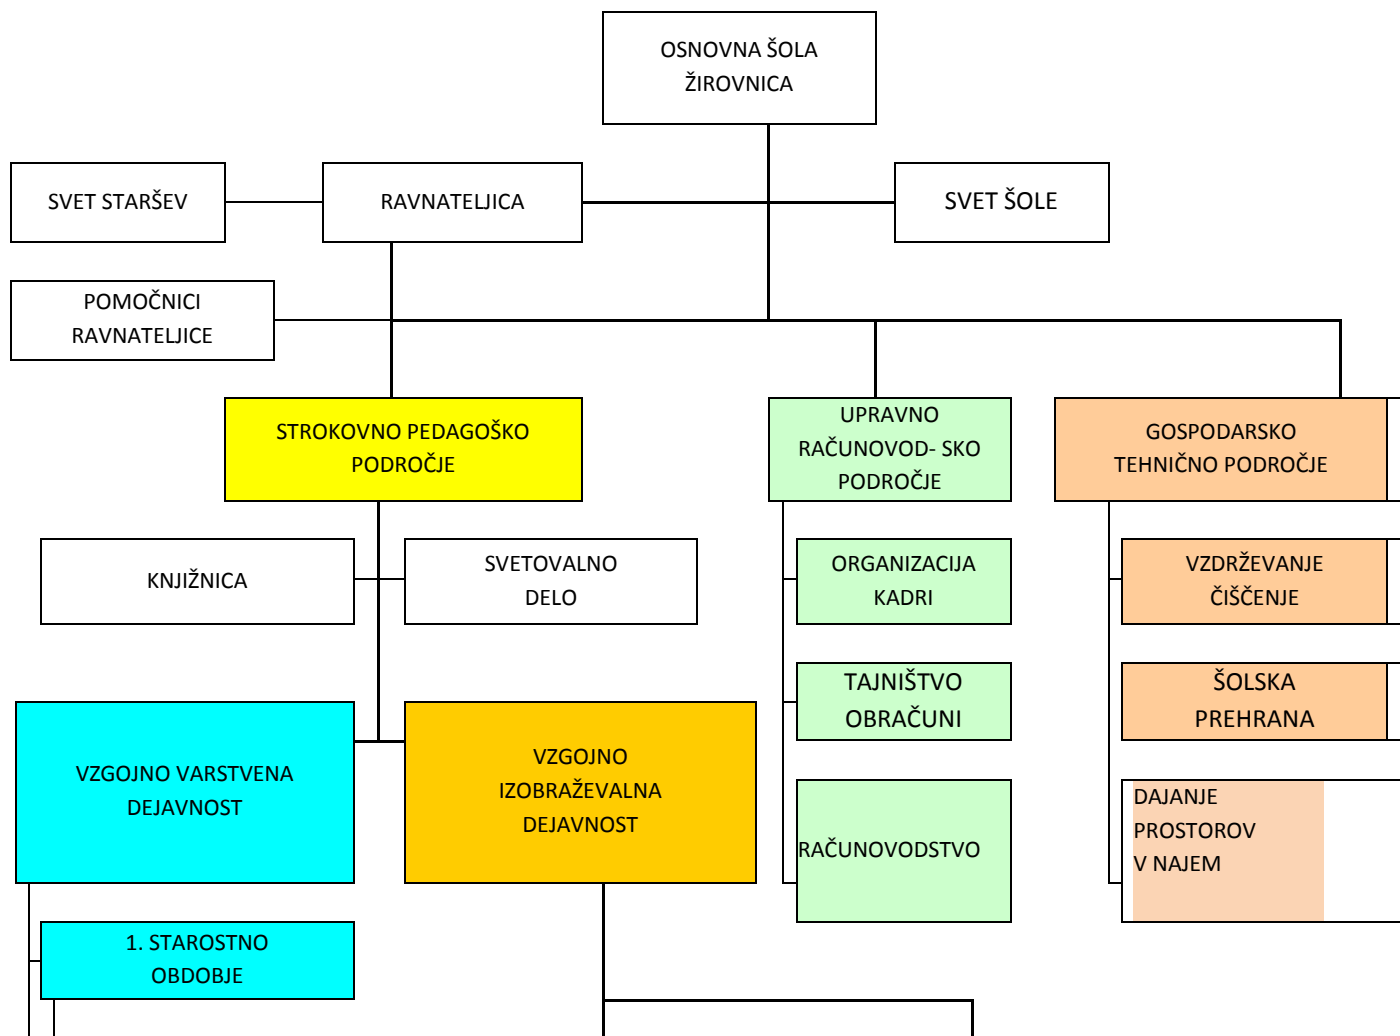 OSNOVNA ŠOLA
ŽIROVNICA
SVET STARŠEV
RAVNATELJICA
SVET ŠOLE
POMOČNICI
RAVNATELJICE
STROKOVNO PEDAGOŠKO
PODROČJE
UPRAVNO
RAČUNOVOD- SKO
PODROČJE
GOSPODARSKO
TEHNIČNO PODROČJE
KNJIŽNICA
SVETOVALNO
DELO
ORGANIZACIJA
KADRI
VZDRŽEVANJE
ČIŠČENJE
TAJNIŠTVO
OBRAČUNI
ŠOLSKA
PREHRANA
VZGOJNO VARSTVENA
DEJAVNOST
VZGOJNO
IZOBRAŽEVALNA
DEJAVNOST
RAČUNOVODSTVO
DAJANJE
PROSTOROV
V NAJEM
1. STAROSTNO
OBDOBJE